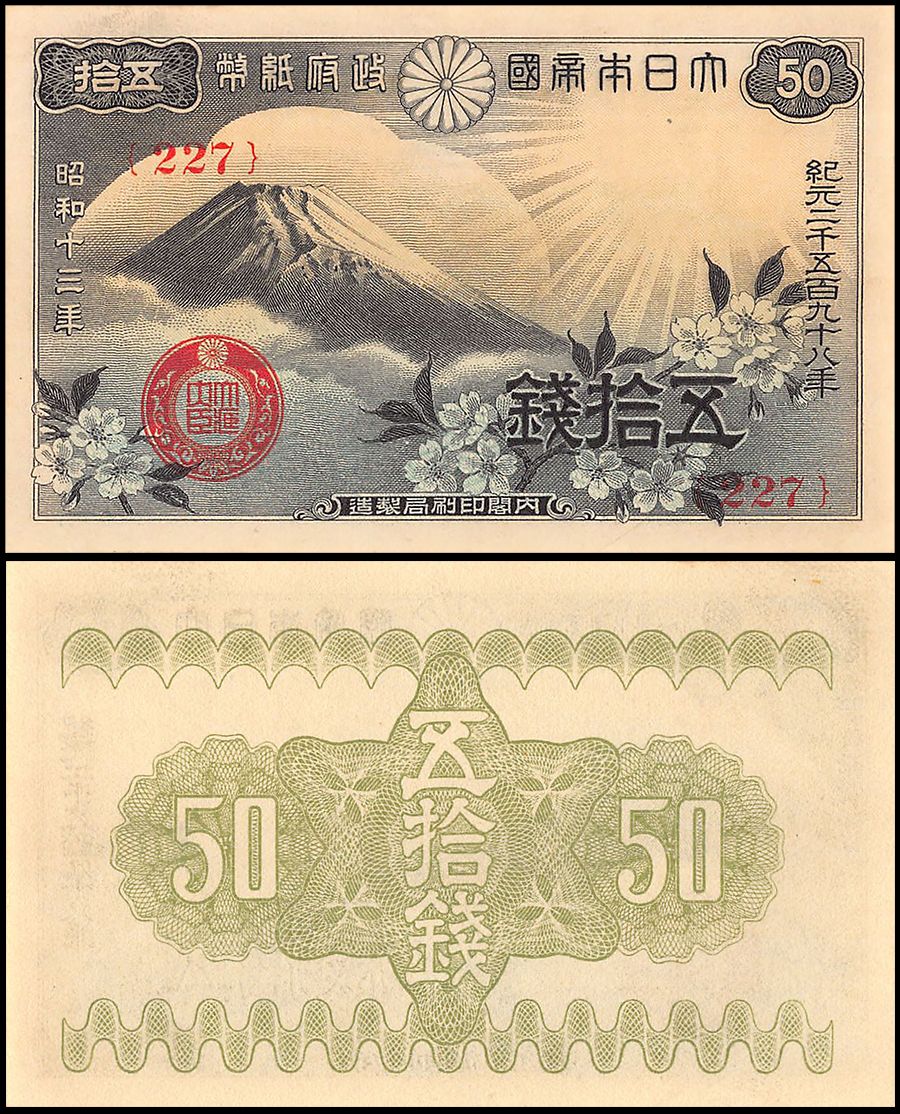 50
大日本帝國
政府紙幣
五拾
{227}
紀元二千五百九十八年
昭和十三年
大藏大臣
五拾錢
{227}
内閣印刷局製造
五拾錢
50
50